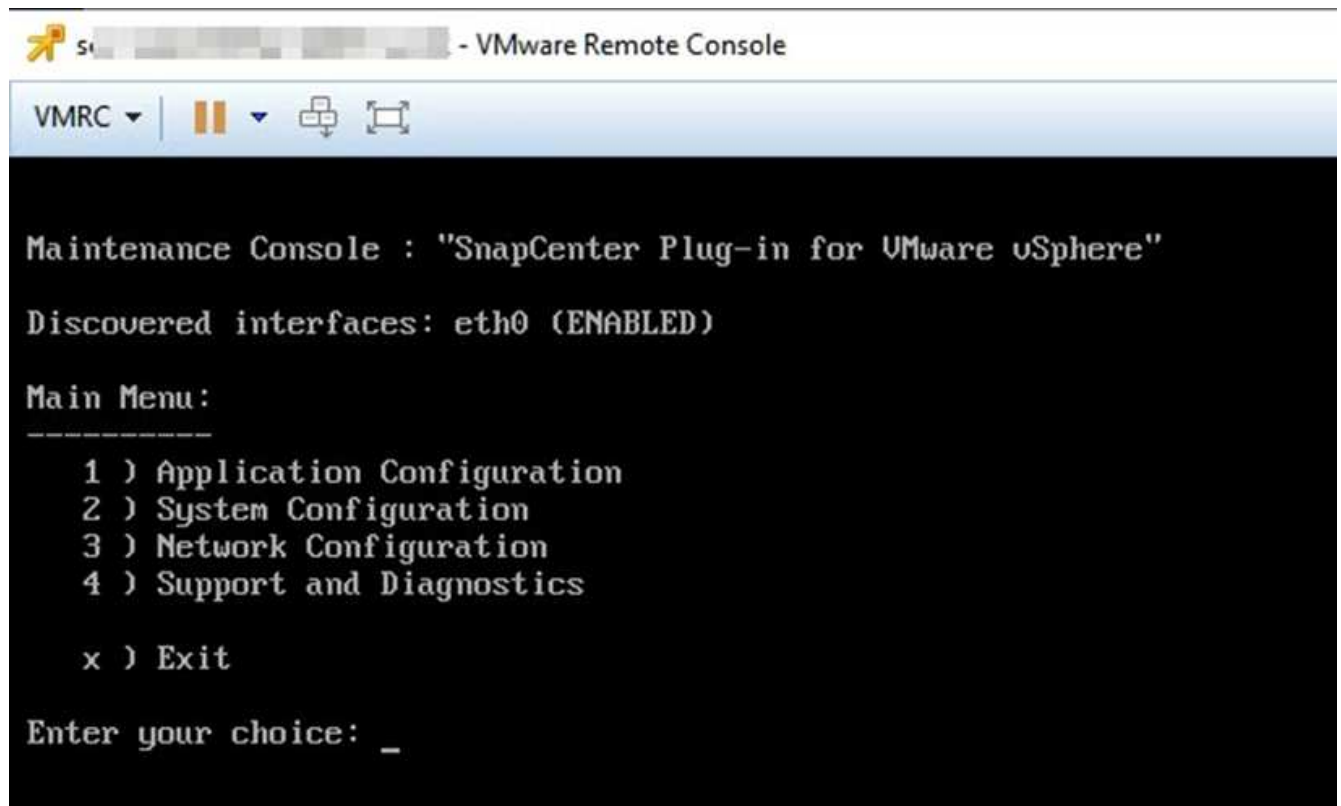 - VMware Remote Console
VMRC
Maintenance Console : "SnapCenter Plug-in for VMware vSphere"
Discovered interfaces: eth0 (ENABLED)
Main Menu:
----------
1 ) Application Configuration
2 ) System Configuration
3 ) Network Configuration
4 ) Support and Diagnostics
x ) Exit
Enter your choice: _